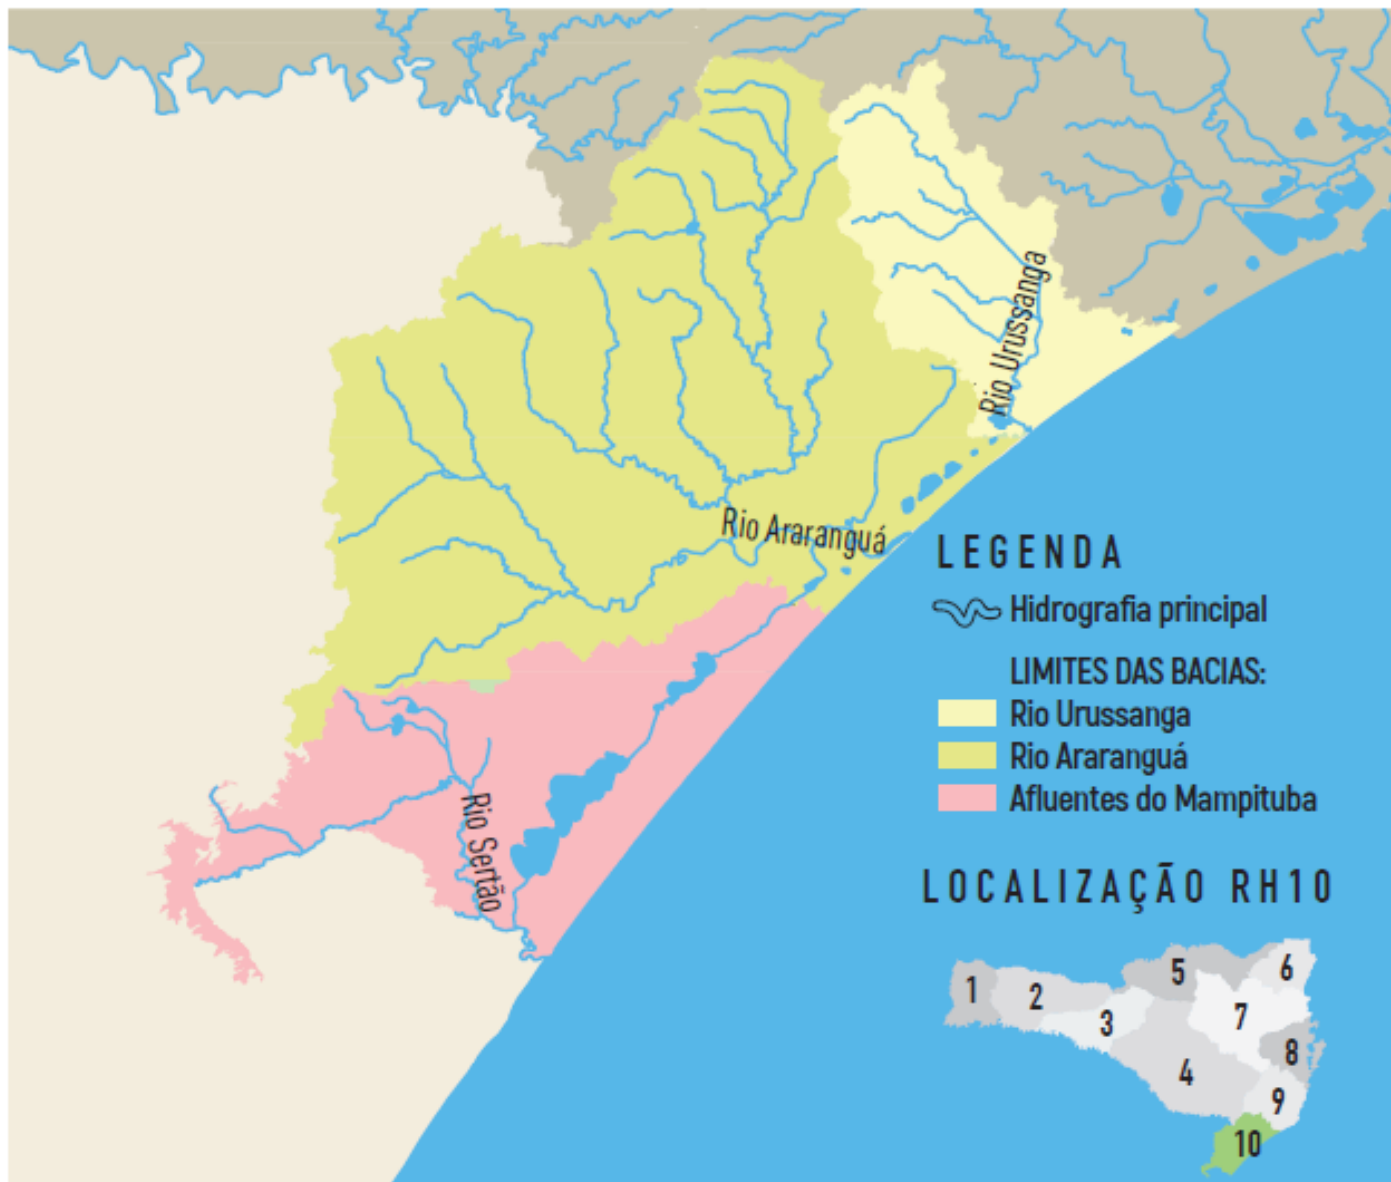 Rio Urussanga
Rio Araranguá
Rio Sertão
LEGENDA
Hidrografia principal
LIMITES DAS BACIAS:
Rio Urussanga
Rio Araranguá
Afluentes do Mampituba
LOCALIZAÇÃO RH10
1
2
3
4
5
6
7
8
9
10